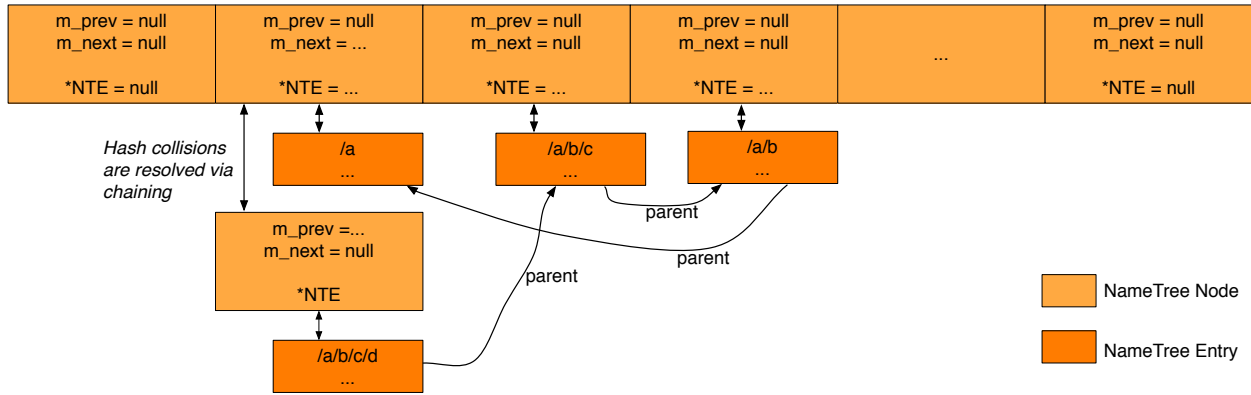 m_prev = null
m_next = null
*NTE = null
m_prev = null
m_next = ...
*NTE = ...
m_prev = null
m_next = null
*NTE = ...
m_prev = null
m_next = null
*NTE = ...
...
m_prev = null
m_next = null
*NTE = null
Hash collisions
are resolved via
chaining
/a
...
/a/b/c
...
/a/b
...
parent
parent
parent
m_prev =...
m_next = null
*NTE
/a/b/c/d
...
NameTree Node
NameTree Entry